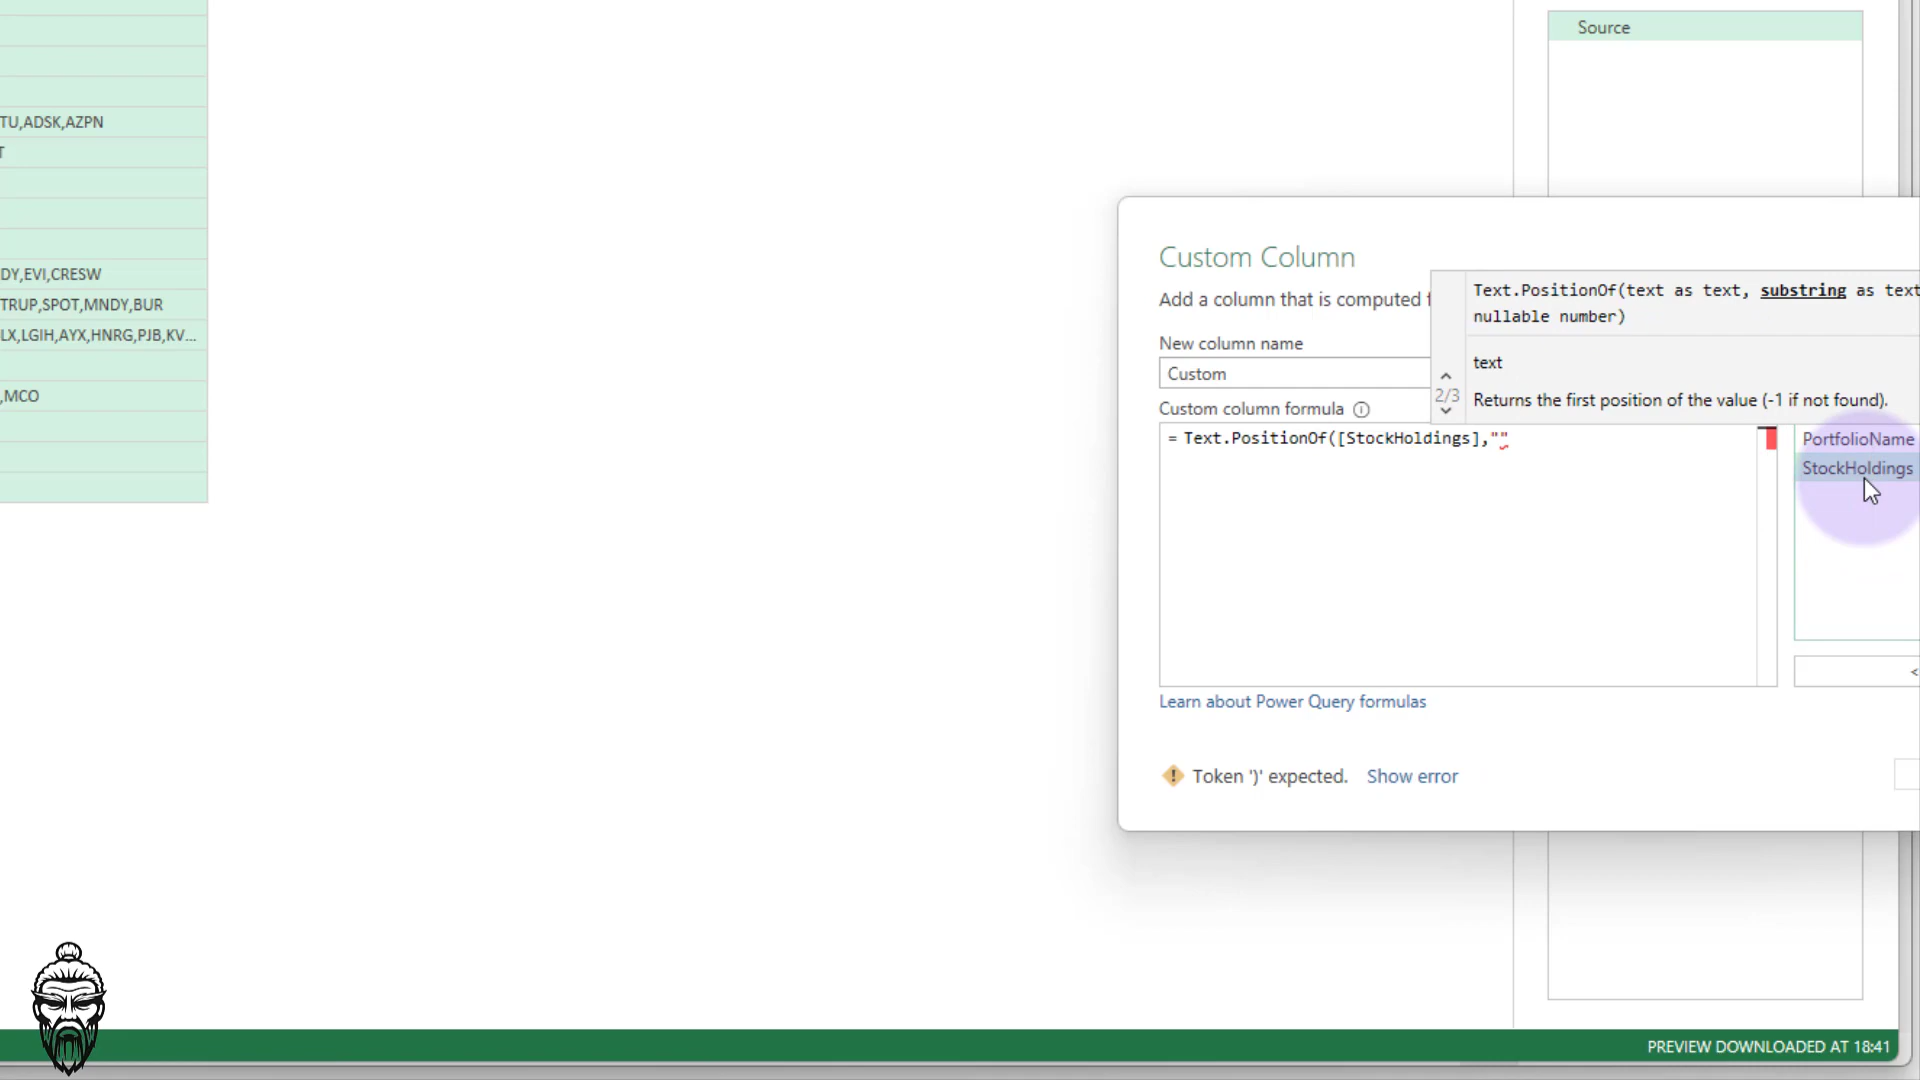 Source
TU,ADSK,AZPN
T
DY,EVI,CRESW
TRUP,SPOT,MNDY,BUR
LX,LGIH,AYX,HNRG,PJB,KV...
,MCO
Custom Column
Add a column that is computed f
Text.PositionOf(text as text, substring as text
nullable number)
New column name
text
Custom
2/3
Returns the first position of the value (-1 if not found).
Custom column formula
= Text.PositionOf([StockHoldings],""
PortfolioName
StockHoldings
<
Learn about Power Query formulas
Token ')' expected. Show error
PREVIEW DOWNLOADED AT 18:41